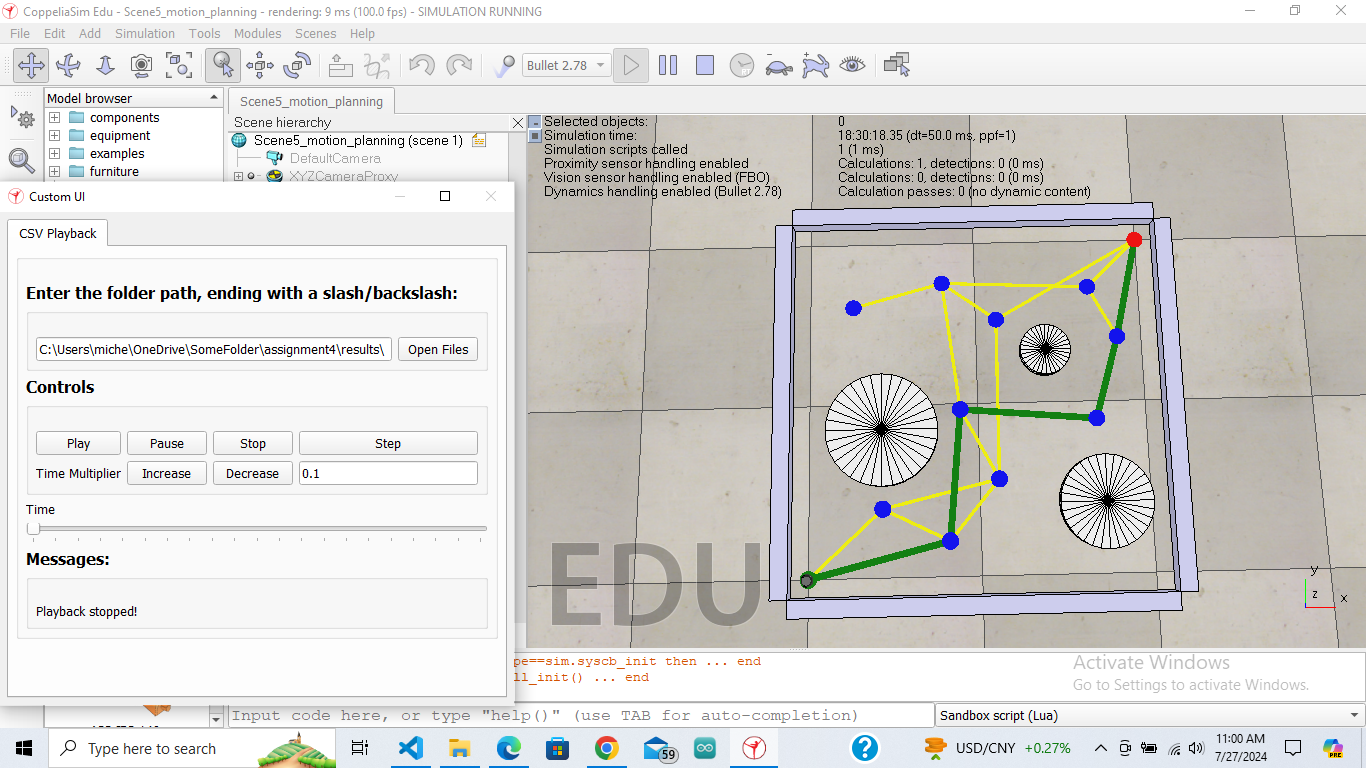 CoppeliaSim Edu - Scene5_motion_planning - rendering: 9 ms (100.0 fps) - SIMULATION RUNNING
File Edit Add Simulation Tools Modules Scenes Help
Bullet 2.78
Model browser
components
equipment
examples
furniture
Scene5_motion_planning
Scene hierarchy
Scene5_motion_planning (scene 1)
DefaultCamera
XYZCameraProxy
Selected objects: 0
Simulation time: 18:30:18.35 (dt=50.0 ms, ppf=1)
Simulation scripts called 1 (1 ms)
Proximity sensor handling enabled Calculations: 1, detections: 0 (0 ms)
Vision sensor handling enabled (FBO) Calculations: 0, detections: 0 (0 ms)
Dynamics handling enabled (Bullet 2.78) Calculation passes: 0 (no dynamic content)
Custom UI
CSV Playback
Enter the folder path, ending with a slash/backslash:
C:\Users\miche\OneDrive\SomeFolder\assignment4\results\ Open Files
Controls
Play Pause Stop Step
Time Multiplier Increase Decrease 0.1
Time
Messages:
Playback stopped!
EDU
y
z x
pe==sim.syscb_init then ... end
ll_init() ... end
Activate Windows
Go to Settings to activate Windows.
Input code here, or type "help()" (use TAB for auto-completion)
Sandbox script (Lua)
Type here to search
59
USD/CNY +0.27%
11:00 AM
7/27/2024
PRE